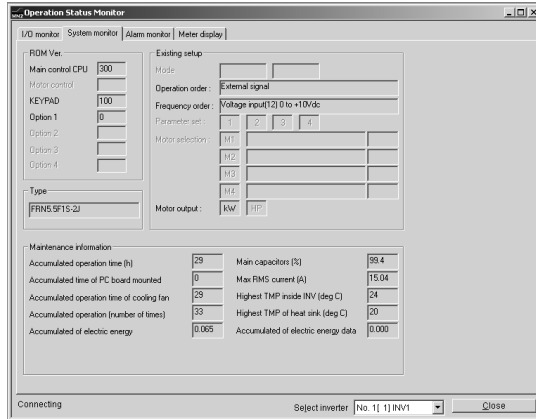 Operation Status Monitor
I/O monitor System monitor Alarm monitor Meter display
ROM Ver.
Main control CPU 300
Motor control
KEYPAD 100
Option 1 0
Option 2
Option 3
Option 4
Type
FRN5.5F1S-2J
Existing setup
Mode
Operation order : External signal
Frequency order : Voltage input(12) 0 to +10Vdc
Parameter set : 1 2 3 4
Motor selection : M1
M2
M3
M4
Motor output : kW HP
Maintenance information
Accumulated operation time (h) 29
Accumulated time of PC board mounted 0
Accumulated operation time of cooling fan 29
Accumulated operation (number of times) 33
Accumulated of electric energy 0.065
Main capacitors (%) 99.4
Max RMS current (A) 15.04
Highest TMP inside INV (deg C) 24
Highest TMP of heat sink (deg C) 20
Accumulated of electric energy data 0.000
Connecting
Select inverter No. 1[ 1] INV1 Close